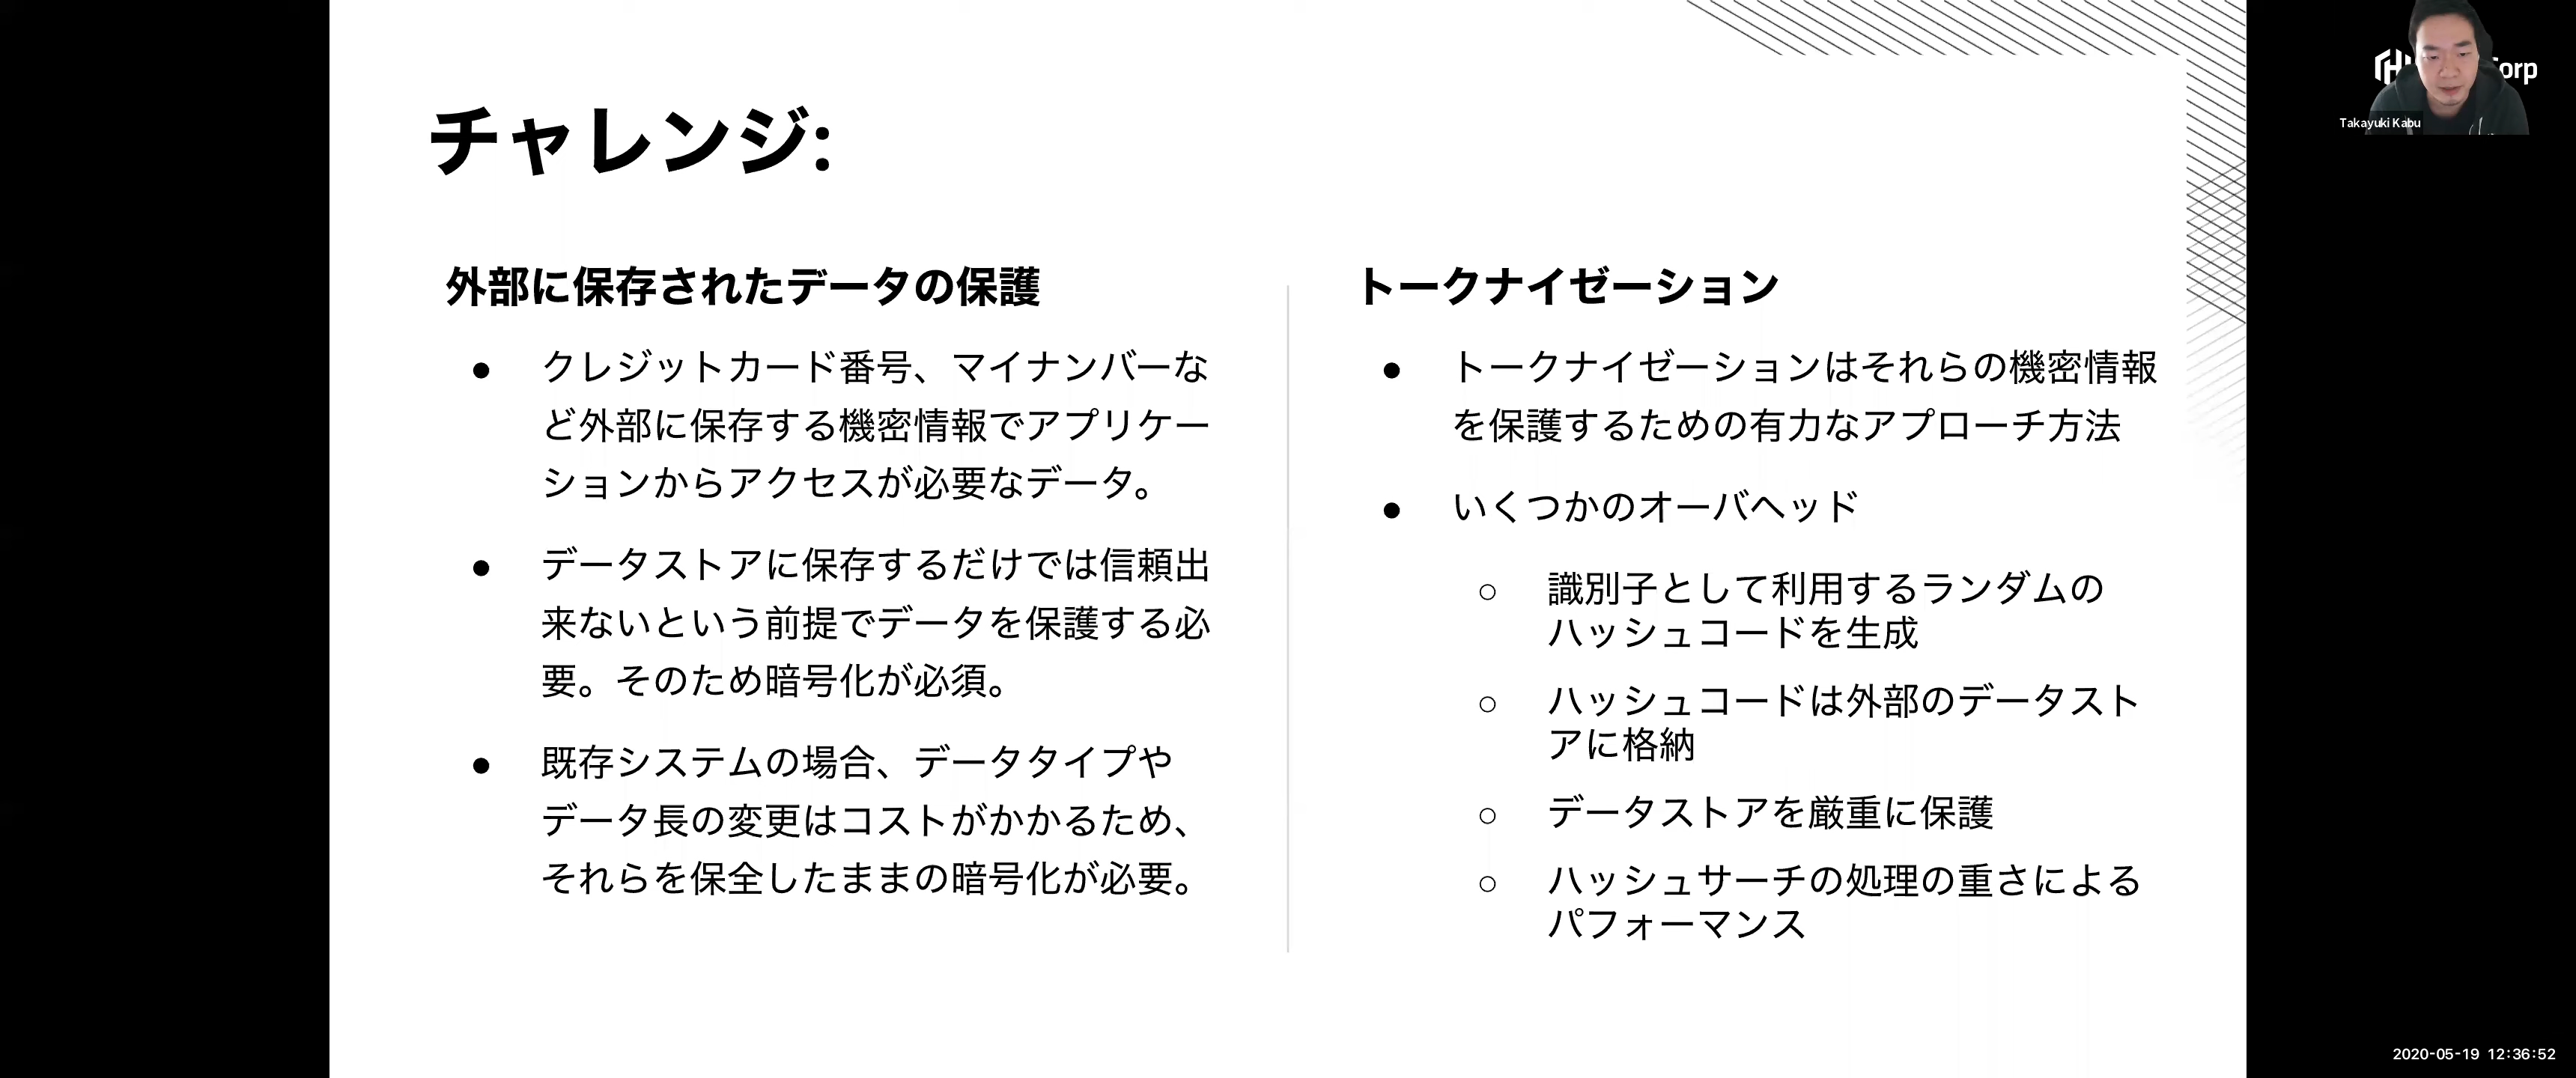 チャレンジ:
外部に保存されたデータの保護
● クレジットカード番号、マイナンバーな
ど外部に保存する機密情報でアプリケー
ションからアクセスが必要なデータ。
● データストアに保存するだけでは信頼出
来ないという前提でデータを保護する必
要。そのため暗号化が必須。
● 既存システムの場合、データタイプや
データ長の変更はコストがかかるため、
それらを保全したままの暗号化が必要。
トークナイゼーション
● トークナイゼーションはそれらの機密情報
を保護するための有力なアプローチ方法
● いくつかのオーバヘッド
○ 識別子として利用するランダムの
ハッシュコードを生成
○ ハッシュコードは外部のデータスト
アに格納
○ データストアを厳重に保護
○ ハッシュサーチの処理の重さによる
パフォーマンス
orp
Takayuki Kabu
2020-05-19 12:36:52